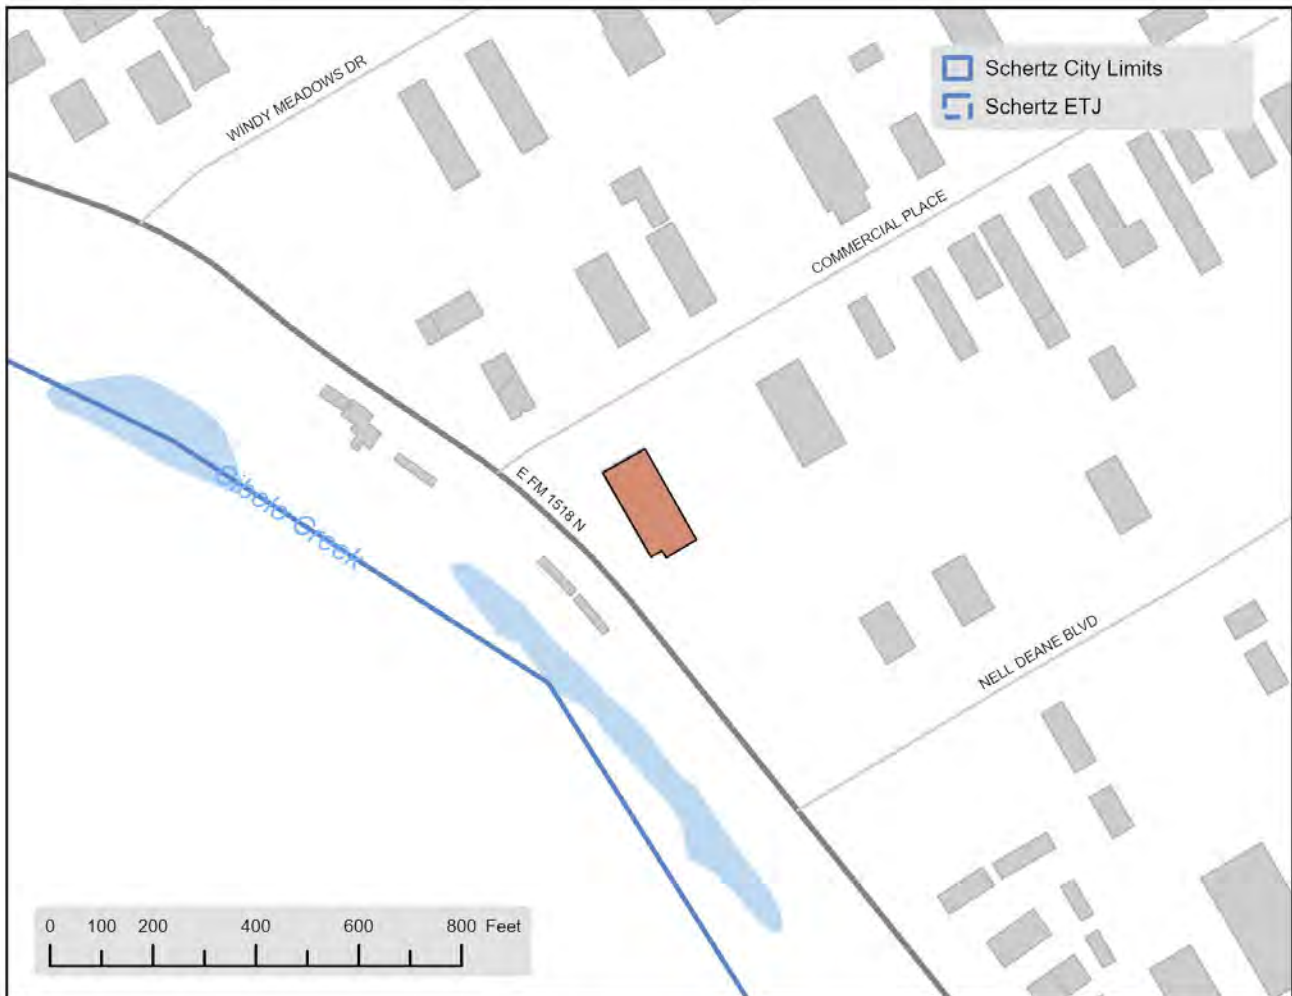 WINDY MEADOWS DR
Schertz City Limits
Schertz ETJ
COMMERCIAL PLACE
E FM 1518 N
Cibolo Creek
NELL DEANE BLVD
0 100 200 400 600 800 Feet